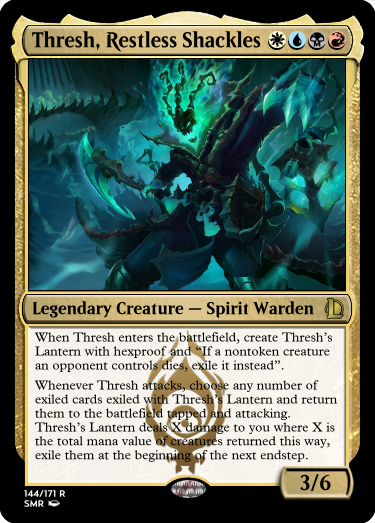 Thresh, Restless Shackles
Legendary Creature — Spirit Warden
When Thresh enters the battlefield, create Thresh's
Lantern with hexproof and "If a nontoken creature
an opponent controls dies, exile it instead".
Whenever Thresh attacks, choose any number of
exiled cards exiled with Thresh's Lantern and return
them to the battlefield tapped and attacking.
Thresh's Lantern deals X damage to you where X is
the total mana value of creatures returned this way,
exile them at the beginning of the next endstep.
3/6
144/171 R
SMR